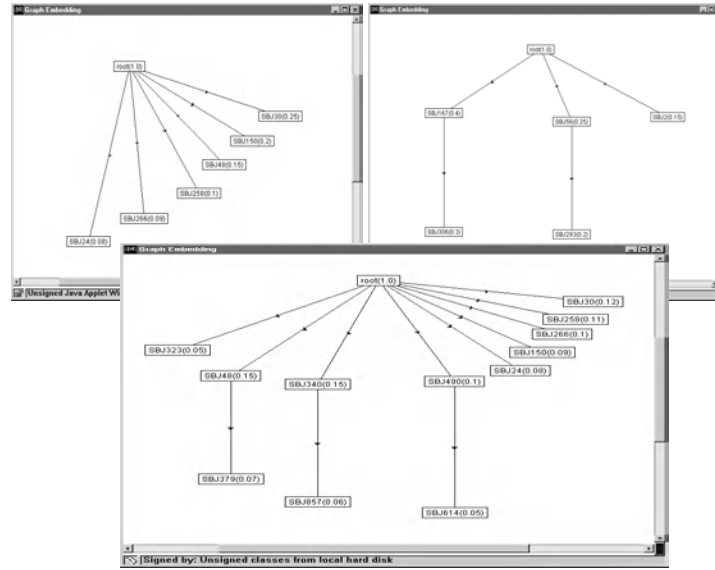 Graph Embedding
root(1.0)
SBJ30(0.25)
SBJ150(0.2)
SBJ48(0.15)
SBJ258(0.1)
SBJ266(0.09)
SBJ24(0.08)
[Unsigned Java Applet Wi
Graph Embedding
root(1.0)
SBJ187(0.4)
SBJ2(0.15)
Graph Embedding
root(1.0)
SBJ30(0.12)
SBJ258(0.11)
SBJ266(0.1)
SBJ150(0.09)
SBJ24(0.08)
SBJ323(0.05)
SBJ48(0.15)
SBJ340(0.15)
SBJ490(0.1)
SBJ379(0.07)
SBJ857(0.06)
SBJ614(0.05)
[Signed by: Unsigned classes from local hard disk